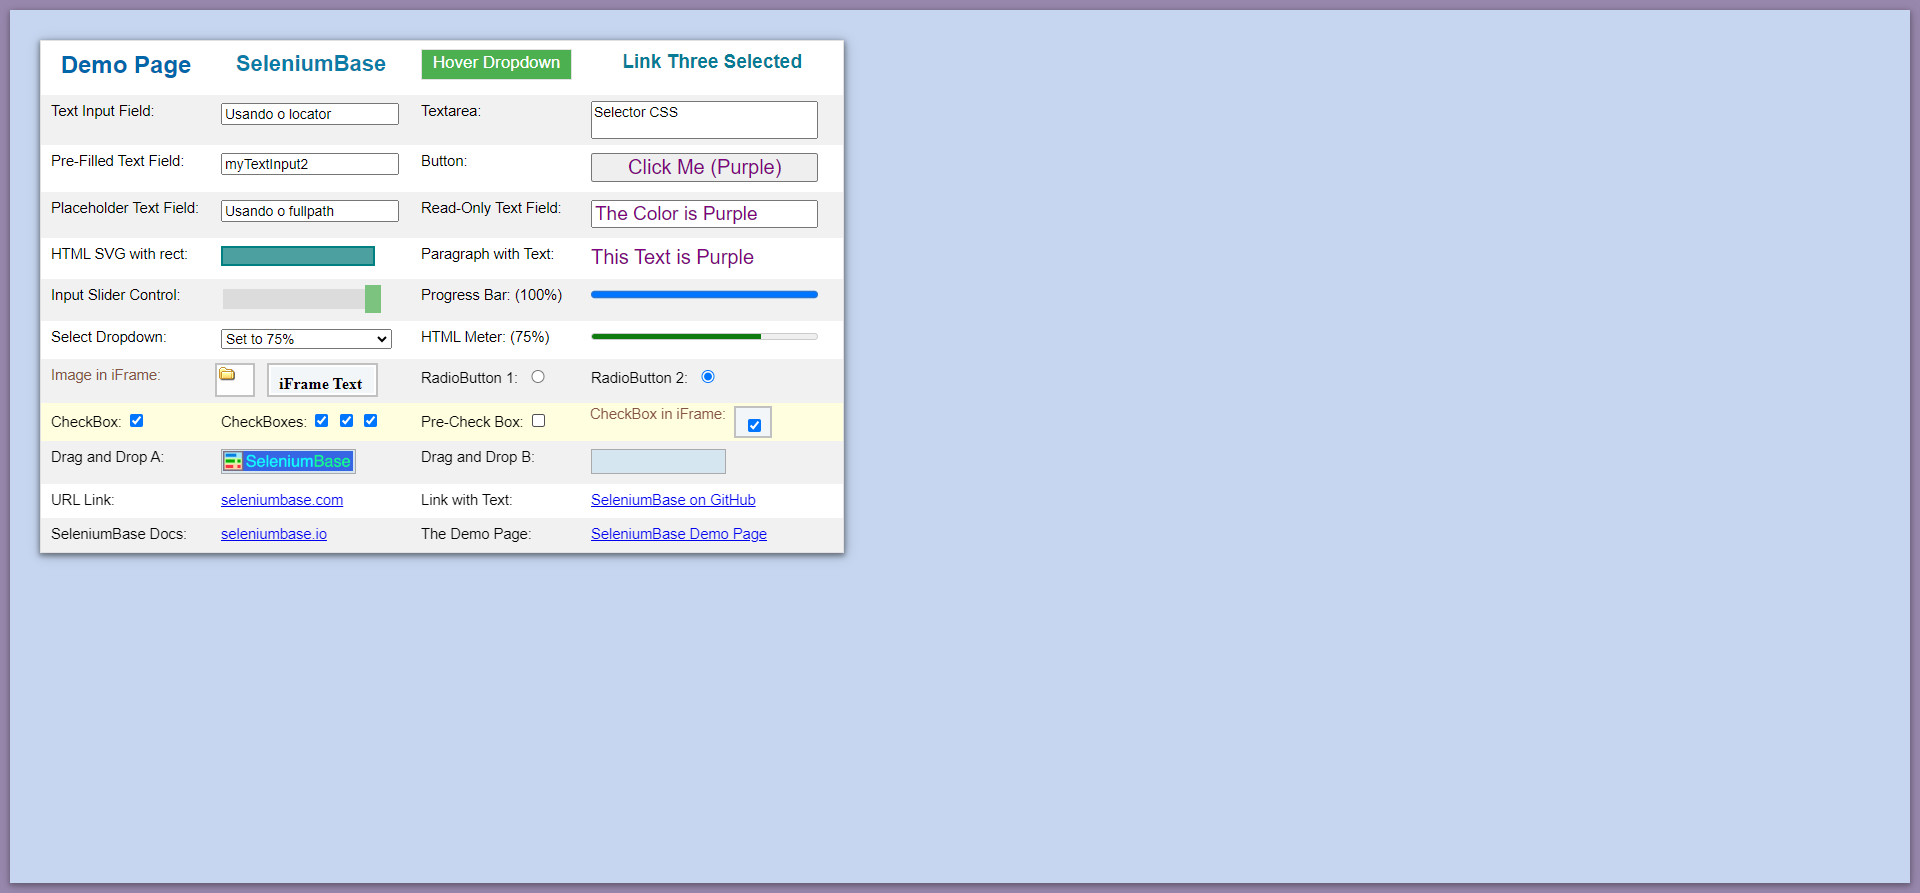 Demo Page SeleniumBase Hover Dropdown Link Three Selected
Text Input Field: Usando o locator Textarea: Selector CSS
Pre-Filled Text Field: myTextInput2 Button: Click Me (Purple)
Placeholder Text Field: Usando o fullpath Read-Only Text Field: The Color is Purple
HTML SVG with rect: Paragraph with Text: This Text is Purple
Input Slider Control: Progress Bar: (100%)
Select Dropdown: Set to 75% HTML Meter: (75%)
Image in iFrame: iFrame Text RadioButton 1: RadioButton 2:
CheckBox: CheckBoxes: Pre-Check Box: CheckBox in iFrame:
Drag and Drop A: SeleniumBase Drag and Drop B:
URL Link: seleniumbase.com Link with Text: SeleniumBase on GitHub
SeleniumBase Docs: seleniumbase.io The Demo Page: SeleniumBase Demo Page